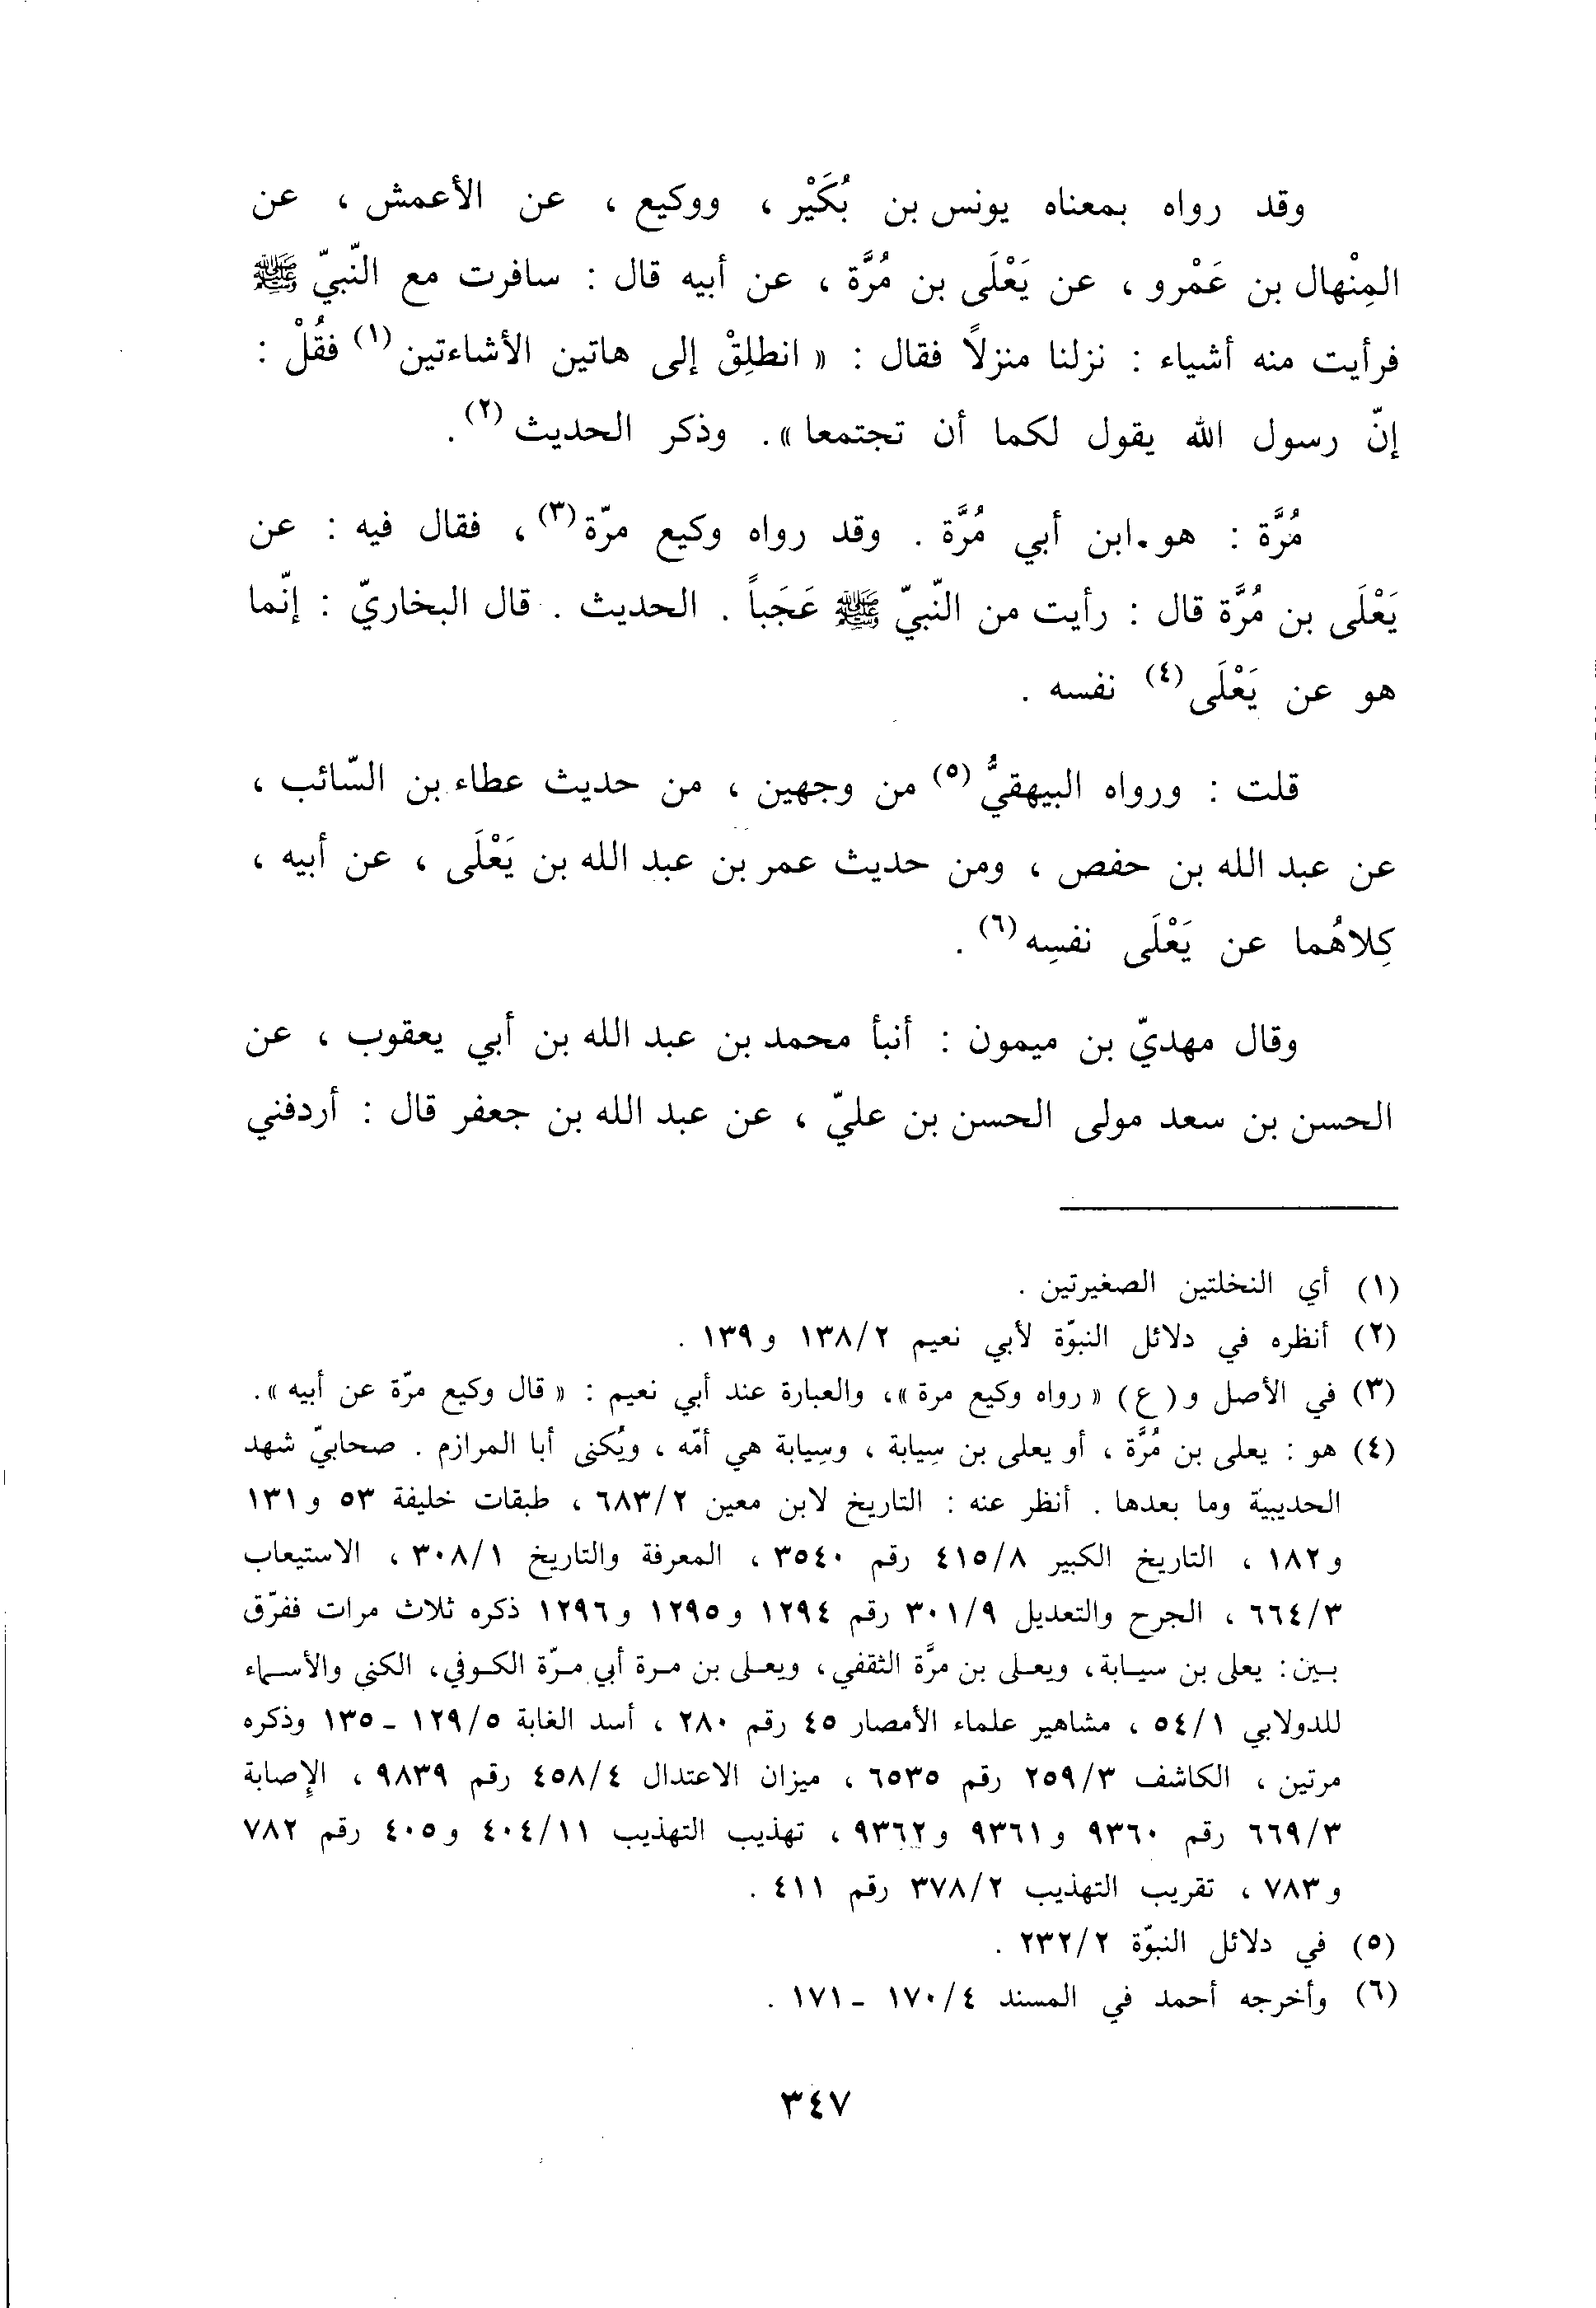 وقد رواه بمعناه يونس بن بُكَيْر ، ووكيع ، عن الأعمش ، عن
المِنْهال بن عَمْرو ، عن يَعْلَى بن مُرَّة ، عن أبيه قال : سافرت مع النّبيّ ﷺ
فرأيت منه أشياء : نزلنا منزلاً فقال : « انطلِقْ إلى هاتين الأشاءتين(١) فقُلْ :
إنّ رسول الله يقول لكما أن تجتمعا ». وذكر الحديث(٢) .
مُرَّة : هو ابن أبي مُرَّة . وقد رواه وكيع مرّة(٣) ، فقال فيه : عن
يَعْلَى بن مُرَّة قال : رأيت من النّبيّ ﷺ عَجَباً . الحديث . قال البخاريّ : إنّما
هو عن يَعْلَى(٤) نفسه .
قلت : ورواه البيهقيُّ(٥) من وجهين ، من حديث عطاء بن السّائب ،
عن عبد الله بن حفص ، ومن حديث عمر بن عبد الله بن يَعْلَى ، عن أبيه ،
كِلاهُما عن يَعْلَى نفسِه(٦) .
وقال مهديّ بن ميمون : أنبأ محمد بن عبد الله بن أبي يعقوب ، عن
الحسن بن سعد مولى الحسن بن عليّ ، عن عبد الله بن جعفر قال : أردفني
(١) أي النخلتين الصغيرتين .
(٢) أنظره في دلائل النبوّة لأبي نعيم ١٣٨/٢ و١٣٩ .
(٣) في الأصل و( ع ) « رواه وكيع مرة »، والعبارة عند أبي نعيم : « قال وكيع مرّة عن أبيه ».
(٤) هو : يعلى بن مُرَّة ، أو يعلى بن سِيابة ، وسِيابة هي أمّه ، ويُكنى أبا المرازم . صحابيّ شهد
الحديبية وما بعدها . أنظر عنه : التاريخ لابن معين ٦٨٣/٢ ، طبقات خليفة ٥٣ و١٣١
و١٨٢ ، التاريخ الكبير ٤١٥/٨ رقم ٣٥٤٠ ، المعرفة والتاريخ ٣٠٨/١ ، الاستيعاب
٦٦٤/٣ ، الجرح والتعديل ٣٠١/٩ رقم ١٢٩٤ و١٢٩٥ و١٢٩٦ ذكره ثلاث مرات ففرّق
بين : يعلى بن سيابة، ويعلى بن مرَّة الثقفي، ويعلى بن مرة أبي مرّة الكوفي، الكنى والأسماء
للدولابي ٥٤/١ ، مشاهير علماء الأمصار ٤٥ رقم ٢٨٠ ، أسد الغابة ١٢٩/٥ ـ ١٣٥ وذكره
مرتين ، الكاشف ٢٥٩/٣ رقم ٦٥٣٥ ، ميزان الاعتدال ٤٥٨/٤ رقم ٩٨٣٩ ، الإصابة
٦٦٩/٣ رقم ٩٣٦٠ و٩٣٦١ و٩٣٦٢ ، تهذيب التهذيب ٤٠٤/١١ و٤٠٥ رقم ٧٨٢
و٧٨٣ ، تقريب التهذيب ٣٧٨/٢ رقم ٤١١ .
(٥) في دلائل النبوّة ٢٣٢/٢ .
(٦) وأخرجه أحمد في المسند ١٧٠/٤ ـ ١٧١ .
٣٤٧